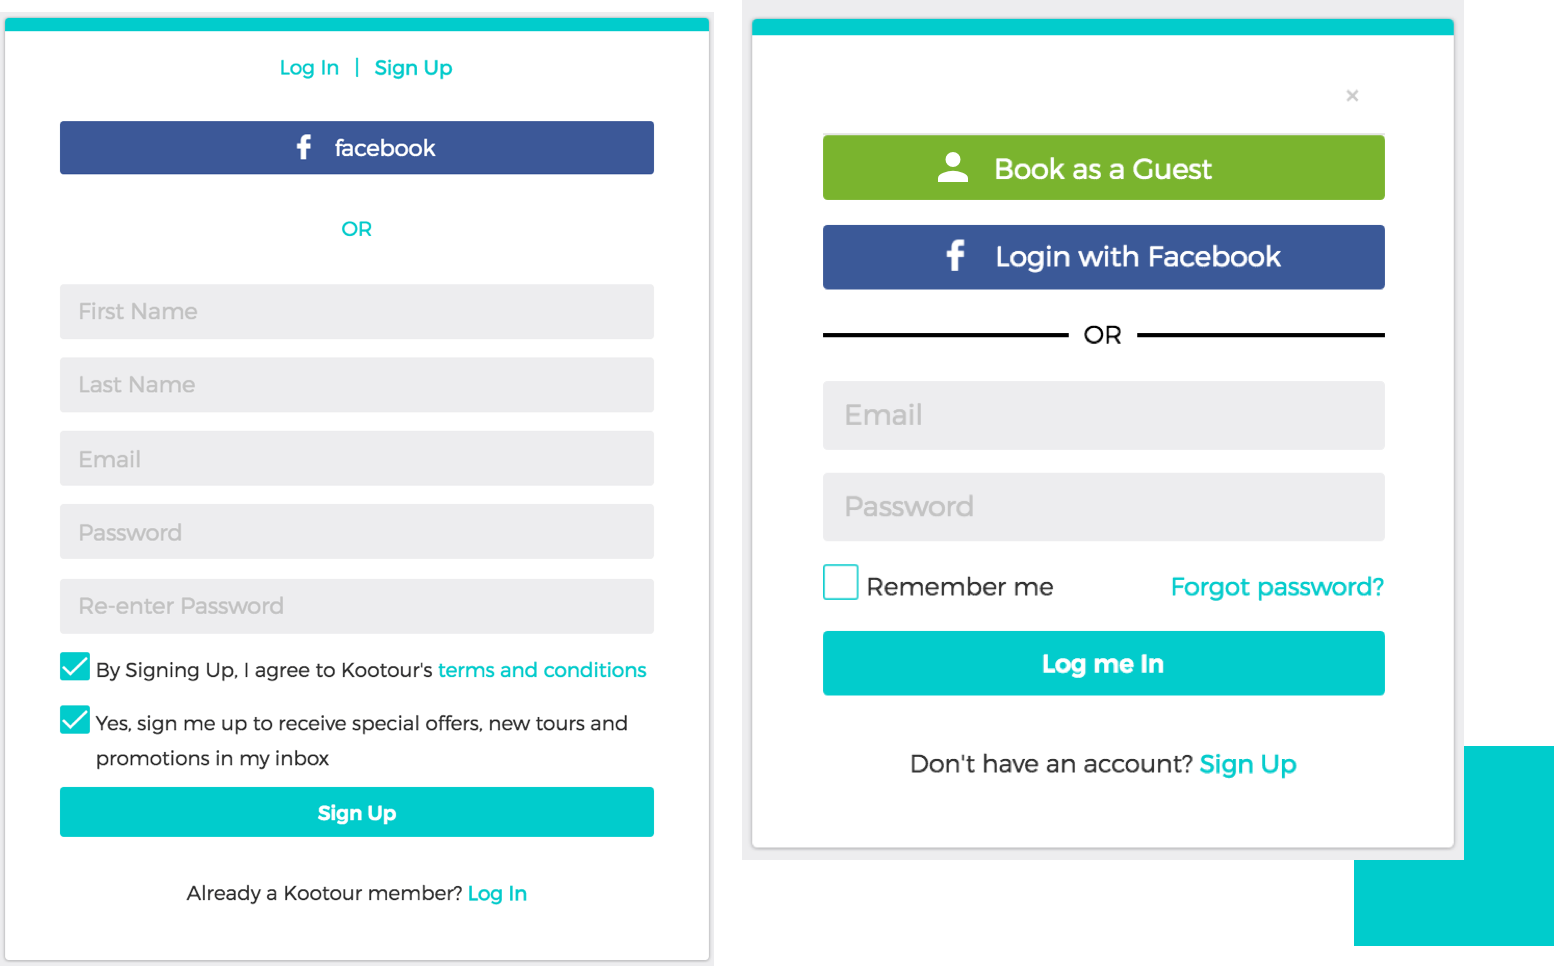 Log In | Sign Up
facebook
OR
First Name
Last Name
Email
Password
Re-enter Password
By Signing Up, I agree to Kootour's terms and conditions
Yes, sign me up to receive special offers, new tours and
promotions in my inbox
Sign Up
Already a Kootour member? Log In
×
Book as a Guest
Login with Facebook
OR
Email
Password
Remember me
Forgot password?
Log me In
Don't have an account? Sign Up